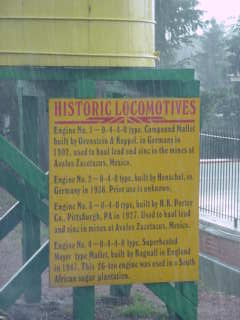 HISTORIC LOCOMOTIVES
Engine No. 1 - 0-4-4-0 type, Compound Mallet
built by Orenstein & Koppel, in Germany in
1902, used to haul lead and zinc in the mines at
Avalos Zacatacas, Mexico.
Engine No. 2 - 0-4-0 type, built by Henschel, in
Germany in 1938. Prior use is unknown.
Engine No. 3 - 0-4-0 type, built by H.K. Porter
Co., Pittsburgh, PA in 1927. Used to haul lead
and zinc in mines at Avalos Zacatacas, Mexico.
Engine No. 4 - 0-4-4-0 type, Superheated
Meyer type Mallet, built by Bagnall in England
in This 26-ton engine was used in a South
African sugar plantation.